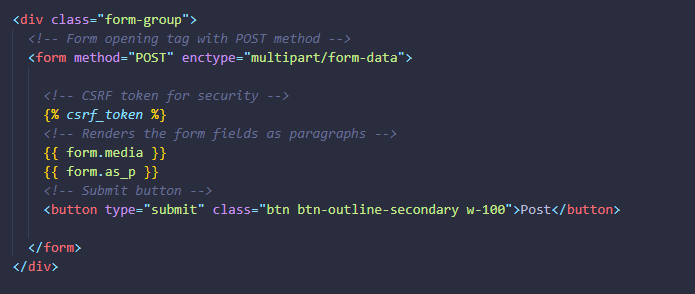 <div class="form-group">
<!-- Form opening tag with POST method -->
<form method="POST" enctype="multipart/form-data">
<!-- CSRF token for security -->
{% csrf_token %}
<!-- Renders the form fields as paragraphs -->
{{ form.media }}
{{ form.as_p }}
<!-- Submit button -->
<button type="submit" class="btn btn-outline-secondary w-100">Post</button>
</form>
</div>